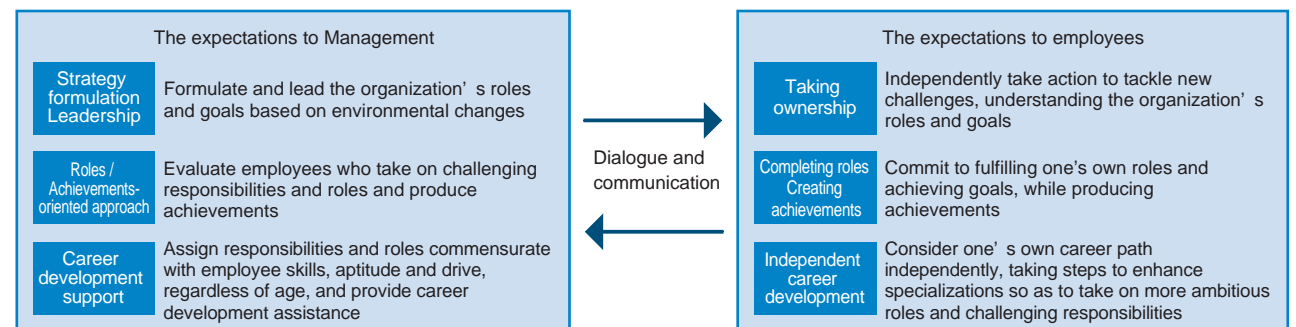 The expectations to Management
Strategy
formulation
Leadership
Formulate and lead the organization' s roles
and goals based on environmental changes
Roles /
Achievements-
oriented approach
Evaluate employees who take on challenging
responsibilities and roles and produce
achievements
Career
development
support
Assign responsibilities and roles commensurate
with employee skills, aptitude and drive,
regardless of age, and provide career
development assistance
Dialogue and
communication
The expectations to employees
Taking
ownership
Independently take action to tackle new
challenges, understanding the organization' s
roles and goals
Completing roles
Creating
achievements
Commit to fulfilling one's own roles and
achieving goals, while producing
achievements
Independent
career
development
Consider one' s own career path
independently, taking steps to enhance
specializations so as to take on more ambitious
roles and challenging responsibilities